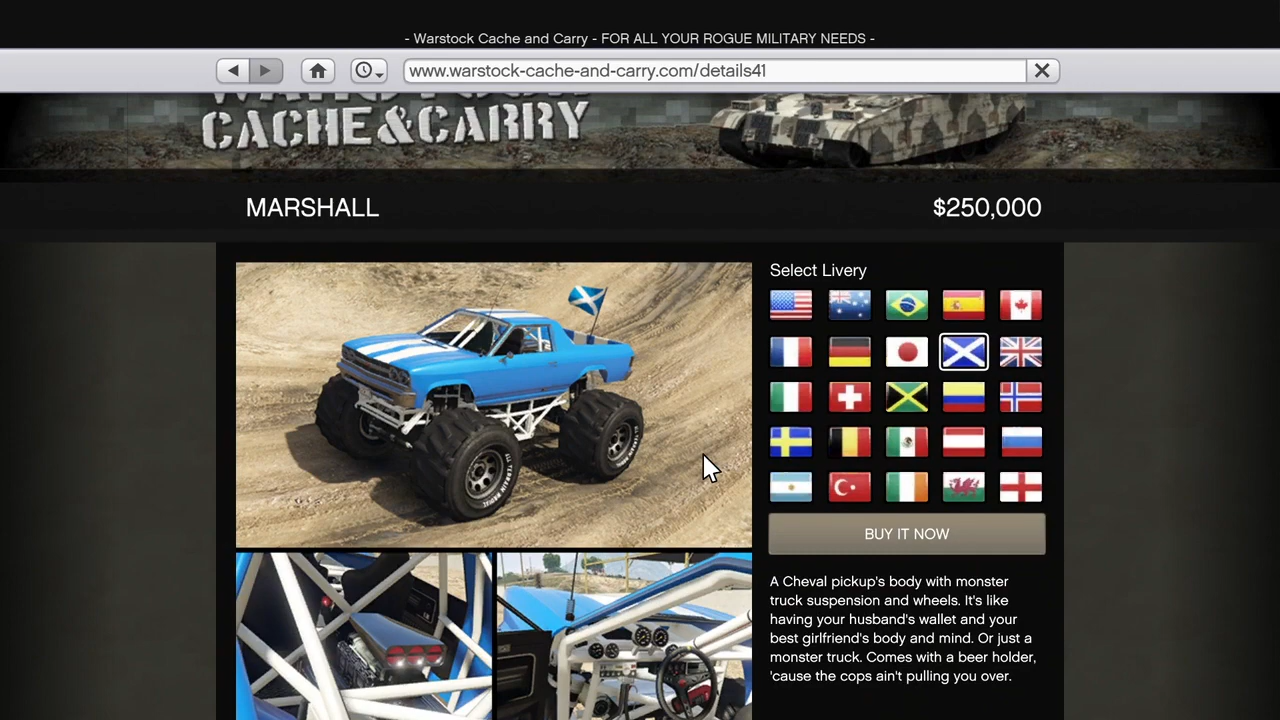 - Warstock Cache and Carry - FOR ALL YOUR ROGUE MILITARY NEEDS -
www.warstock-cache-and-carry.com/details41
CACHE&CARRY
MARSHALL
$250,000
Select Livery
BUY IT NOW
A Cheval pickup's body with monster
truck suspension and wheels. It's like
having your husband's wallet and your
best girlfriend's body and mind. Or just a
monster truck. Comes with a beer holder,
'cause the cops ain't pulling you over.